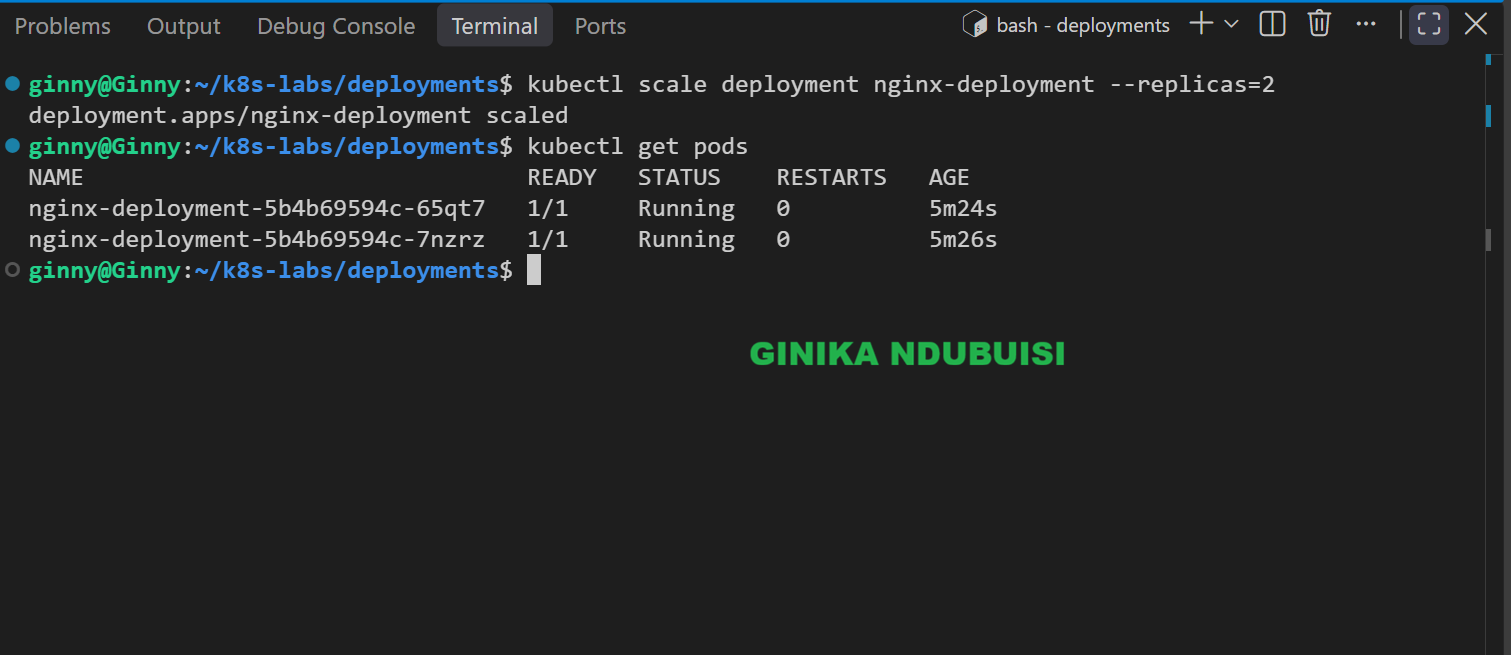 Problems Output Debug Console Terminal Ports bash - deployments
ginny@Ginny:~/k8s-labs/deployments$ kubectl scale deployment nginx-deployment --replicas=2
deployment.apps/nginx-deployment scaled
ginny@Ginny:~/k8s-labs/deployments$ kubectl get pods
NAME READY STATUS RESTARTS AGE
nginx-deployment-5b4b69594c-65qt7 1/1 Running 0 5m24s
nginx-deployment-5b4b69594c-7nzrz 1/1 Running 0 5m26s
ginny@Ginny:~/k8s-labs/deployments$
GINIKA NDUBUISI